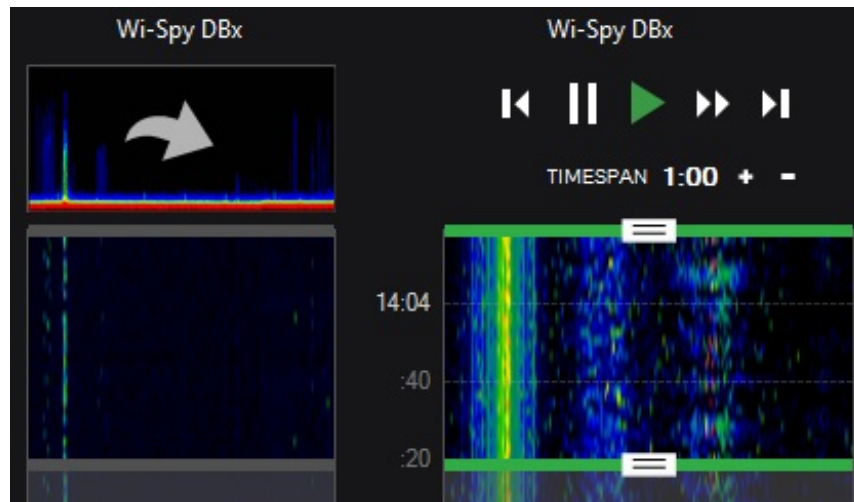 Wi-Spy DBx
Wi-Spy DBx
TIMESPAN 1:00 + -
14:04
:40
:20